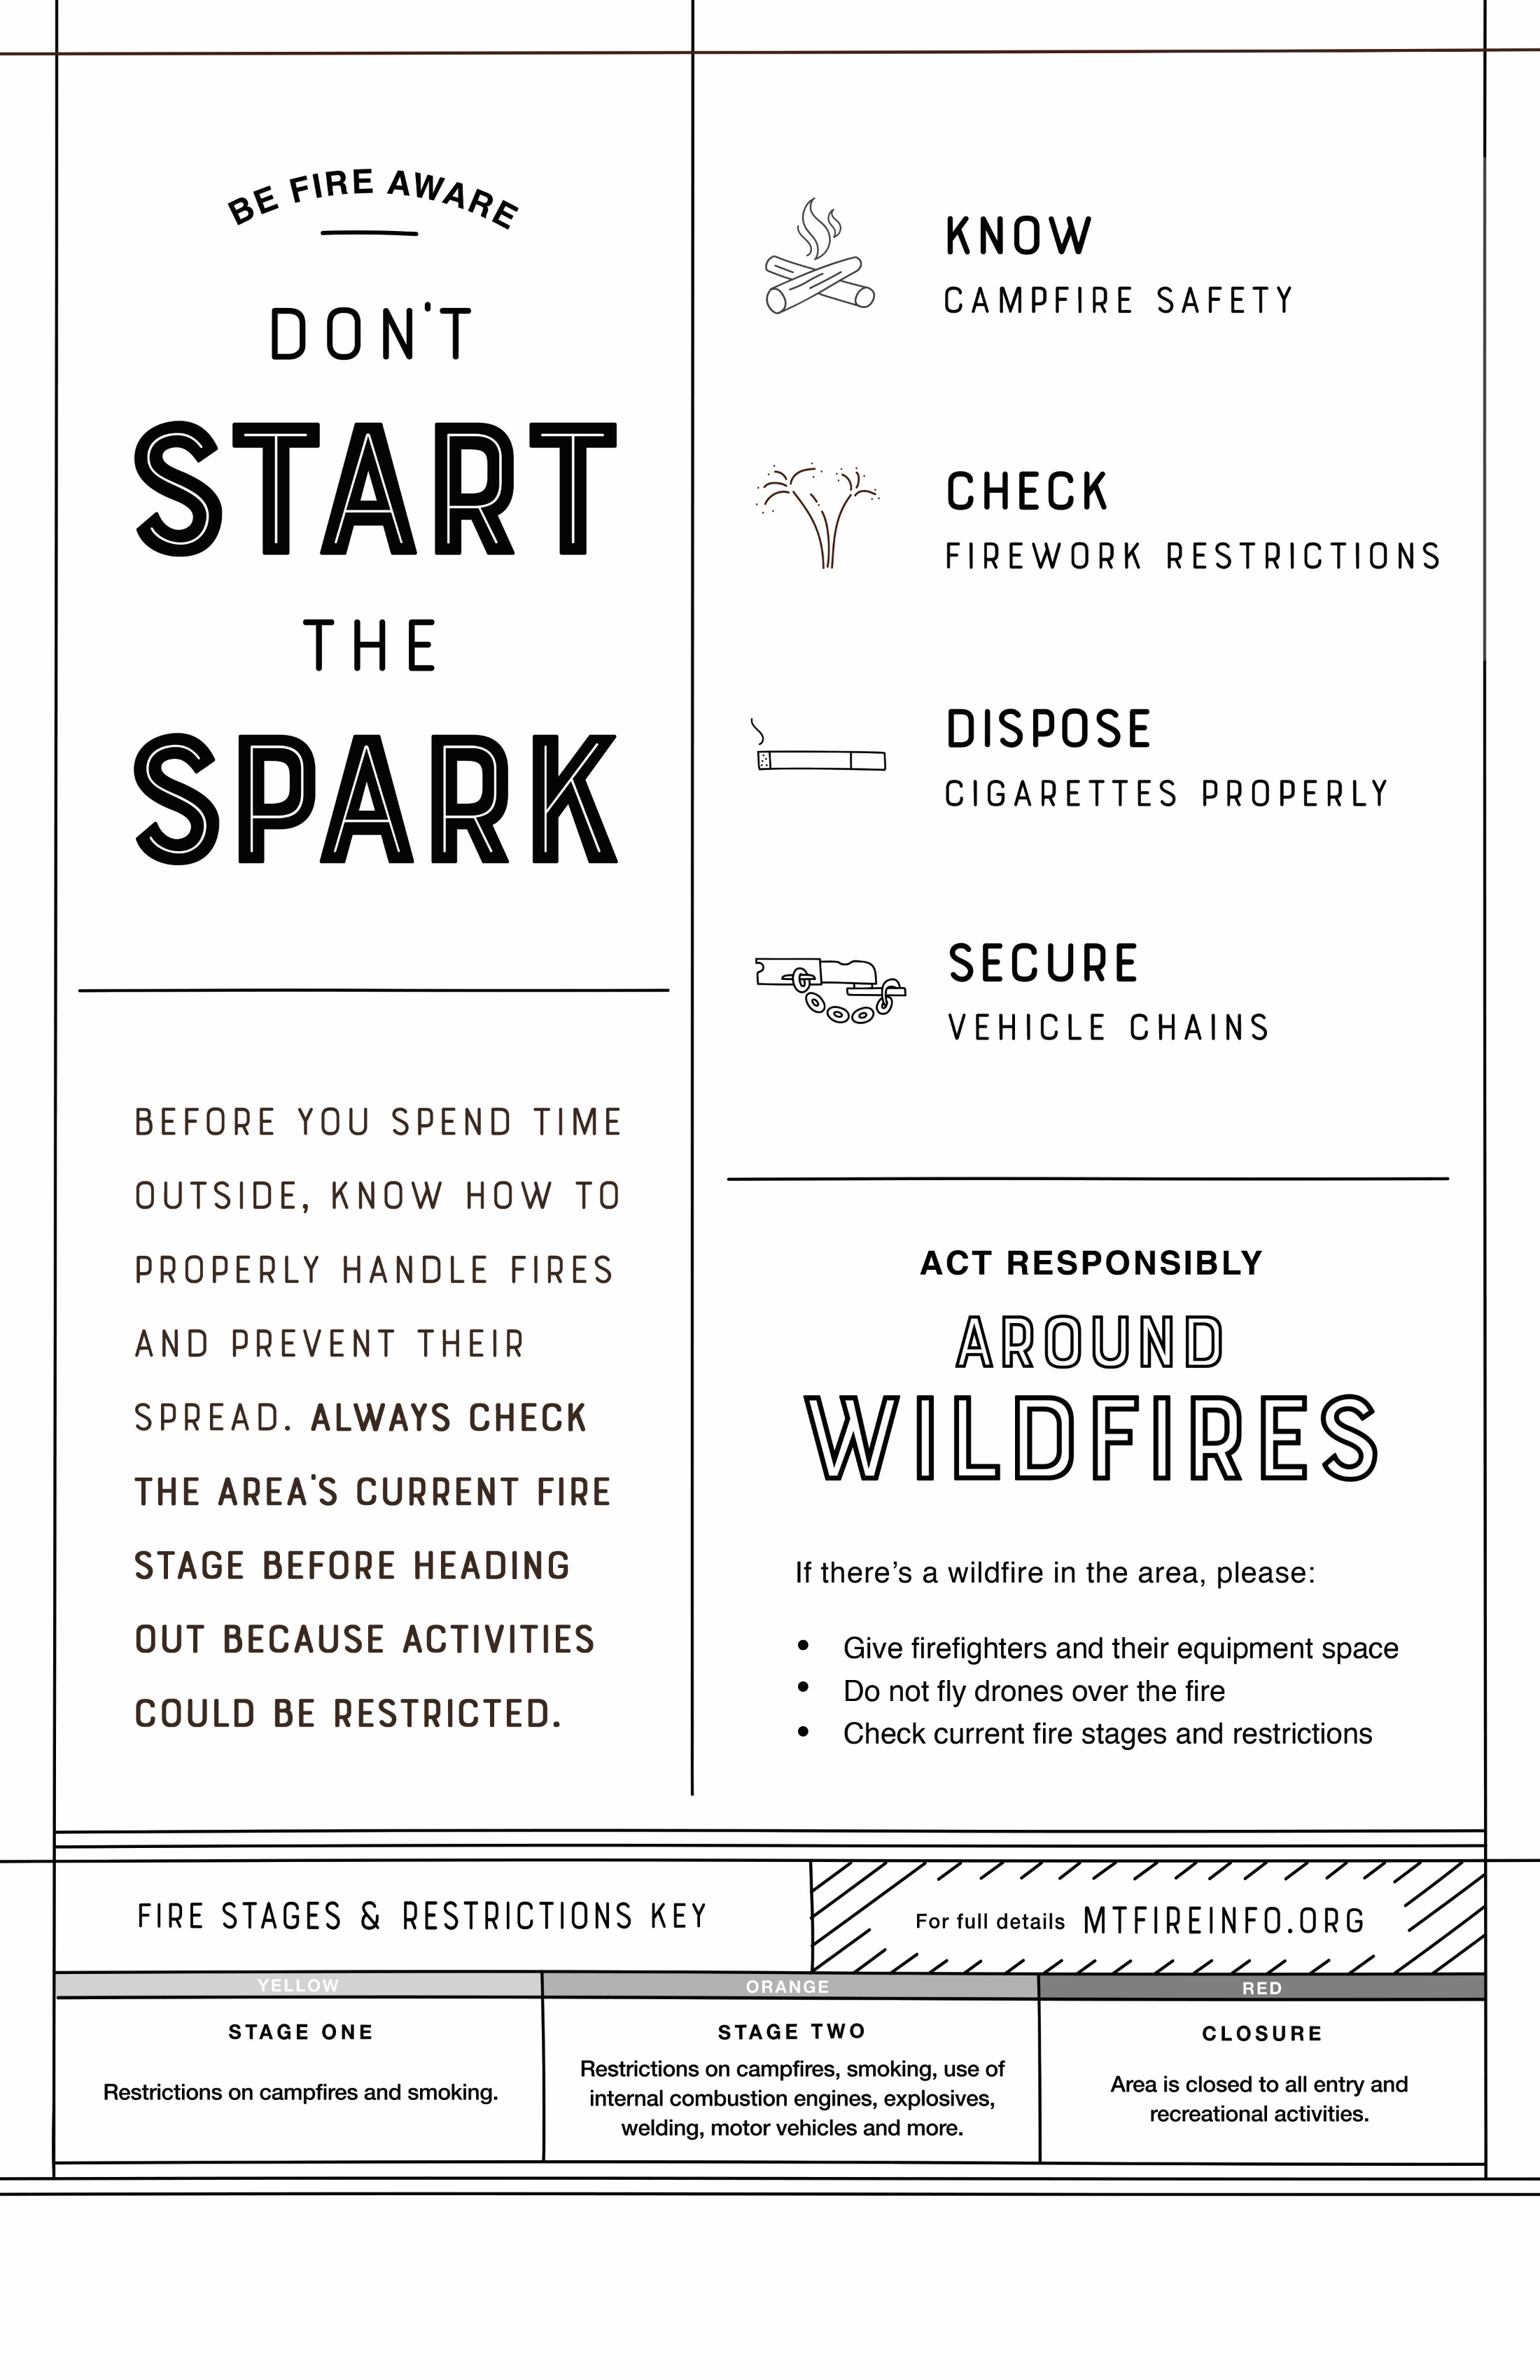 BE FIRE AWARE
DON'T
START
THE
SPARK
BEFORE YOU SPEND TIME
OUTSIDE, KNOW HOW TO
PROPERLY HANDLE FIRES
AND PREVENT THEIR
SPREAD. ALWAYS CHECK
THE AREA'S CURRENT FIRE
STAGE BEFORE HEADING
OUT BECAUSE ACTIVITIES
COULD BE RESTRICTED.
KNOW
CAMPFIRE SAFETY
CHECK
FIREWORK RESTRICTIONS
DISPOSE
CIGARETTES PROPERLY
SECURE
VEHICLE CHAINS
ACT RESPONSIBLY
AROUND
WILDFIRES
If there’s a wildfire in the area, please:
• Give firefighters and their equipment space
• Do not fly drones over the fire
• Check current fire stages and restrictions
FIRE STAGES & RESTRICTIONS KEY
For full details MTFIREINFO.ORG
YELLOW
STAGE ONE
Restrictions on campfires and smoking.
ORANGE
STAGE TWO
Restrictions on campfires, smoking, use of
internal combustion engines, explosives,
welding, motor vehicles and more.
RED
CLOSURE
Area is closed to all entry and
recreational activities.